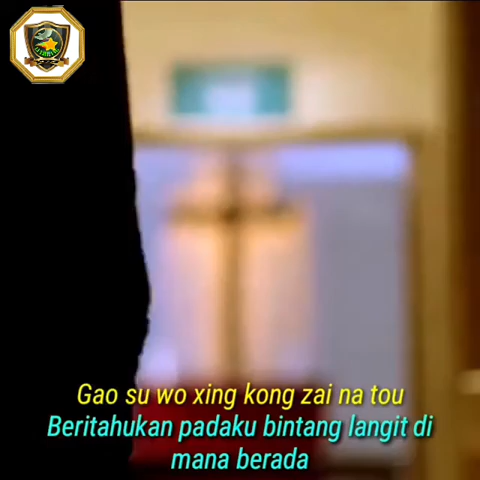 Gao su wo xing kong zai na tou
Beritahukan padaku bintang langit di
mana berada